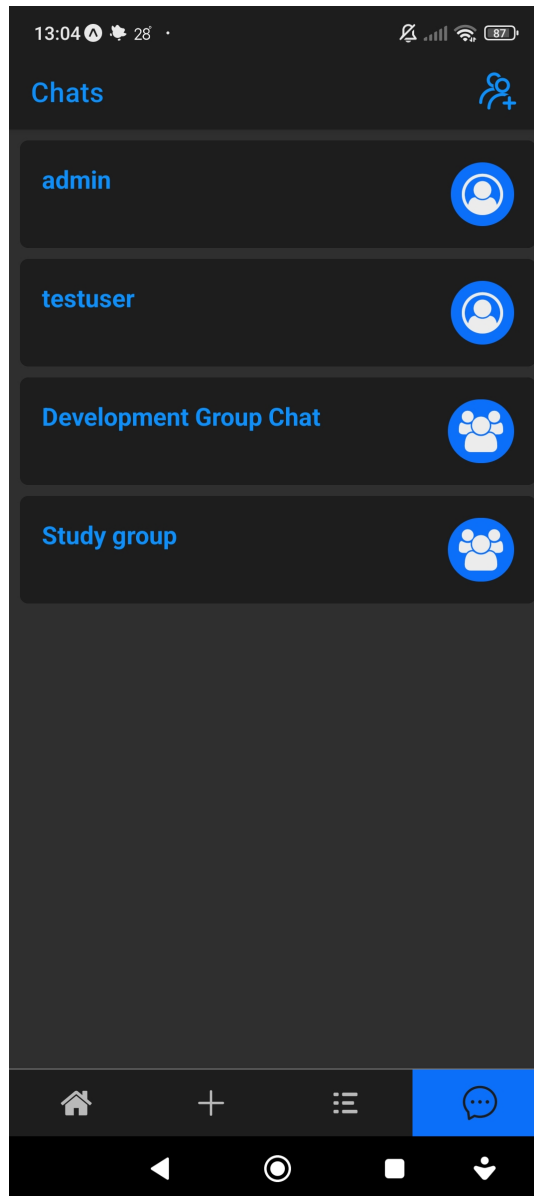 13:04 28°
87
Chats
admin
testuser
Development Group Chat
Study group